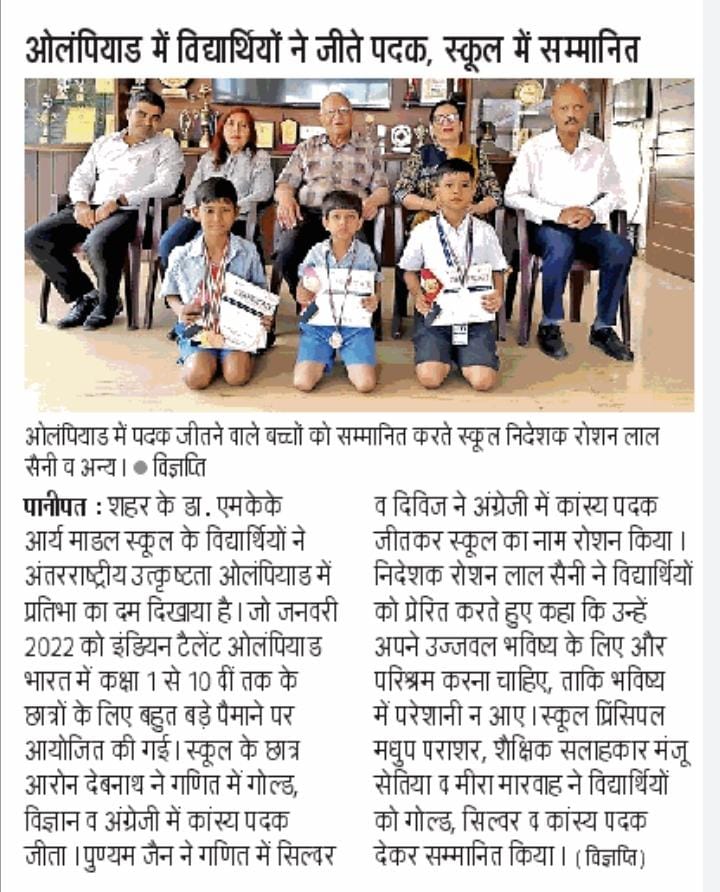 ओलंपियाड में विद्यार्थियों ने जीते पदक, स्कूल में सम्मानित
ओलंपियाड में पदक जीतने वाले बच्चों को सम्मानित करते स्कूल निदेशक रोशन लाल
सैनी व अन्य। ● विज्ञप्ति
पानीपत : शहर के डा. एमकेके
आर्य माडल स्कूल के विद्यार्थियों ने
अंतरराष्ट्रीय उत्कृष्टता ओलंपियाड में
प्रतिभा का दम दिखाया है। जो जनवरी
2022 को इंडियन टैलेंट ओलंपियाड
भारत में कक्षा 1 से 10 वीं तक के
छात्रों के लिए बहुत बड़े पैमाने पर
आयोजित की गई। स्कूल के छात्र
आरोन देबनाथ ने गणित में गोल्ड,
विज्ञान व अंग्रेजी में कांस्य पदक
जीता। पुण्यम जैन ने गणित में सिल्वर
व दिविज ने अंग्रेजी में कांस्य पदक
जीतकर स्कूल का नाम रोशन किया।
निदेशक रोशन लाल सैनी ने विद्यार्थियों
को प्रेरित करते हुए कहा कि उन्हें
अपने उज्जवल भविष्य के लिए और
परिश्रम करना चाहिए, ताकि भविष्य
में परेशानी न आए। स्कूल प्रिंसिपल
मधुप पराशर, शैक्षिक सलाहकार मंजू
सेतिया व मीरा मारवाह ने विद्यार्थियों
को गोल्ड, सिल्वर व कांस्य पदक
देकर सम्मानित किया। (विज्ञप्ति)